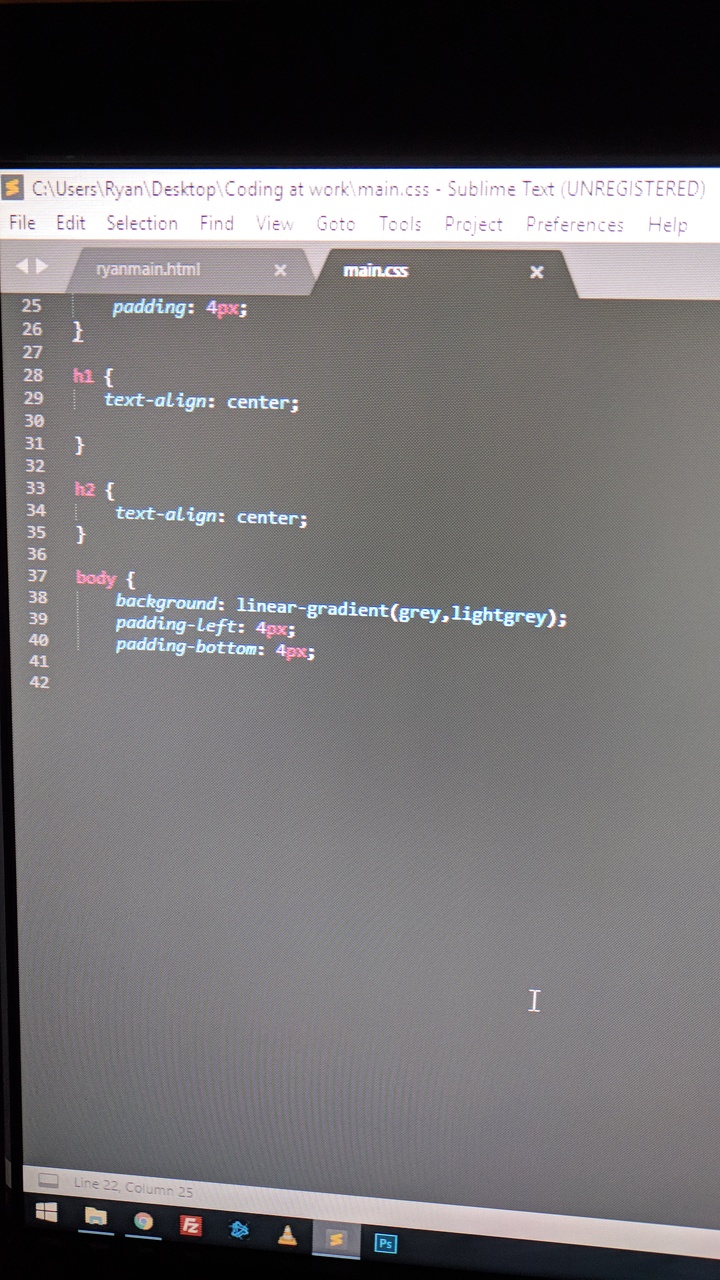 C:\Users\Ryan\Desktop\Coding at work\main.css - Sublime Text (UNREGISTERED)
File Edit Selection Find View Goto Tools Project Preferences Help
ryanmain.html main.css
25 padding: 4px;
26 }
27
28 h1 {
29 text-align: center;
30
31 }
32
33 h2 {
34 text-align: center;
35 }
36
37 body {
38 background: linear-gradient(grey,lightgrey);
39 padding-left: 4px;
40 padding-bottom: 4px;
41
42
Line 22, Column 25
Fz Ps